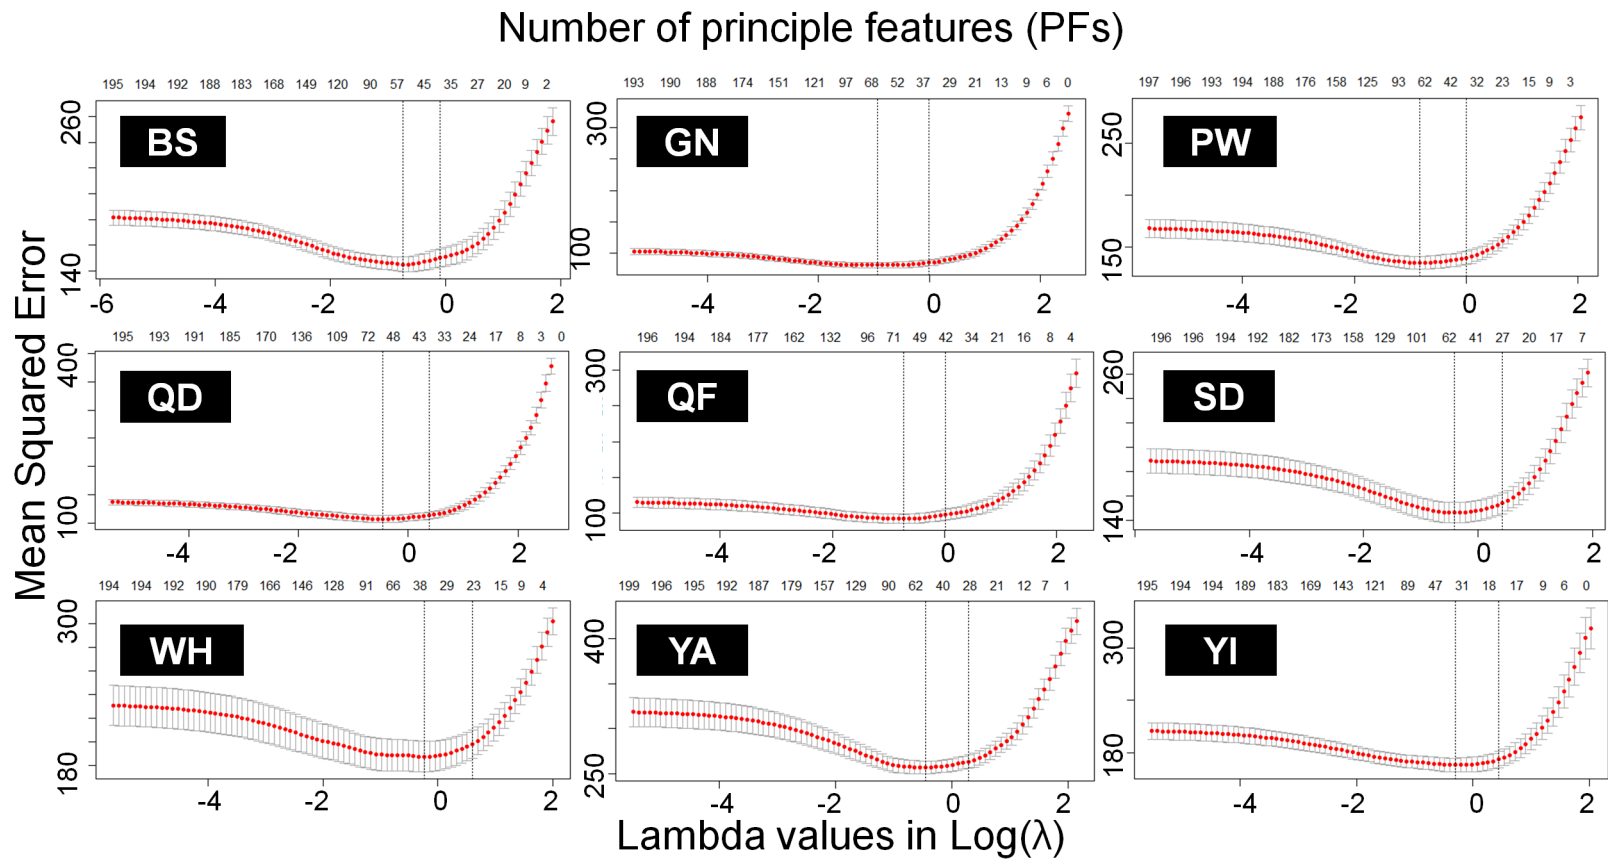 Number of principle features (PFs)
195 194 192 188 183 168 149 120 90 57 45 35 27 20 9 2
193 190 188 174 151 121 97 68 52 37 29 21 13 9 6 0
197 196 193 194 188 176 158 125 93 62 42 32 23 15 9 3
260
140
BS
-6 -2 0 2
300
100
GN
-4 -2 0 2
250
150
PW
-4 -2 0 2
195 193 191 185 170 136 109 72 48 43 33 24 17 8 3 0
196 194 184 177 162 132 96 71 49 42 34 21 16 8 4
196 196 194 192 182 173 158 129 101 62 41 27 20 17 7
400
100
QD
-4 -2 0 2
300
100
QF
-4 -2 0 2
260
140
SD
-4 -2 0 2
194 194 192 190 179 166 146 128 91 66 38 29 23 15 9 4
199 196 195 192 187 179 157 129 90 62 40 28 21 12 7 1
195 194 194 189 183 169 143 121 89 47 31 18 17 9 6 0
300
180
WH
-4 -2 0 2
400
250
YA
-4 -2 0 2
300
180
YI
-4 -2 0 2
Mean Squared Error
Lambda values in Log(λ)